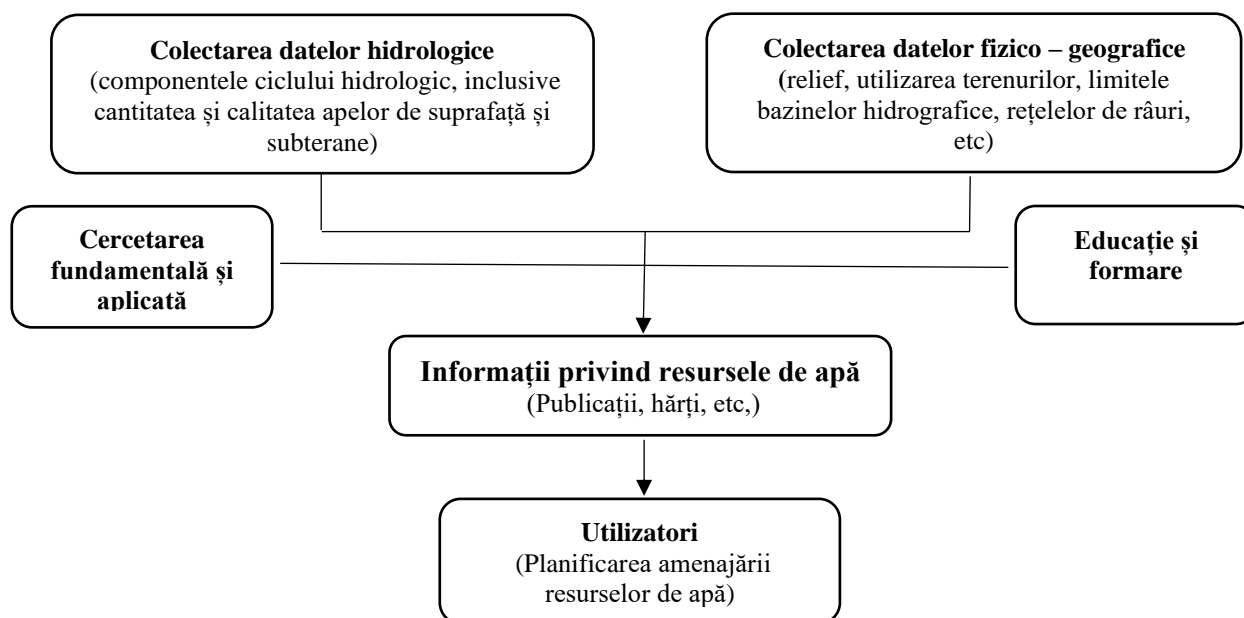 Colectarea datelor hidrologice
(componentele ciclului hidrologic, inclusive
cantitatea și calitatea apelor de suprafață și
subterane)
Colectarea datelor fizico – geografice
(relief, utilizarea terenurilor, limitele
bazinelor hidrografice, rețelelor de râuri,
etc)
Cercetarea
fundamentală și
aplicată
Educație și
formare
Informații privind resursele de apă
(Publicații, hărți, etc,)
Utilizatori
(Planificarea amenajării
resurselor de apă)